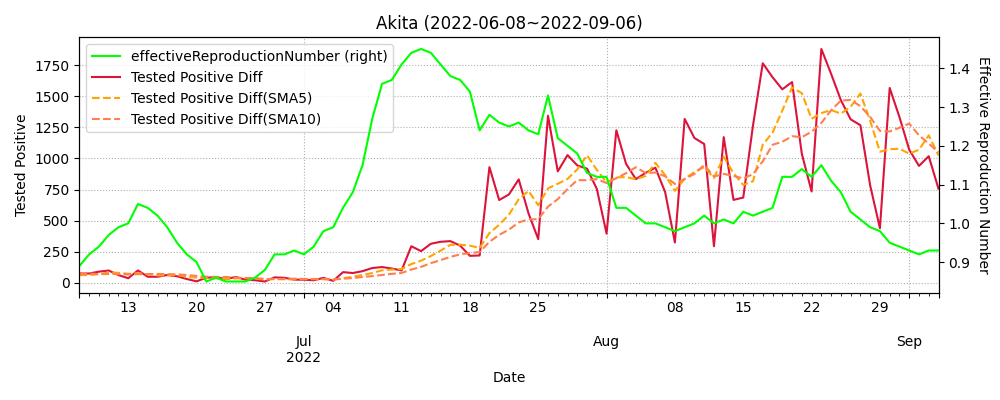 Akita (2022-06-08~2022-09-06)
effectiveReproductionNumber (right)
Tested Positive Diff
Tested Positive Diff(SMA5)
Tested Positive Diff(SMA10)
Tested Positive
1750
1500
1250
1000
750
500
250
0
1.4
1.3
1.2
1.1
1.0
0.9
Effective Reproduction Number
13 20 27 04 11 18 25 08 15 22 29
Jul Aug Sep
2022
Date